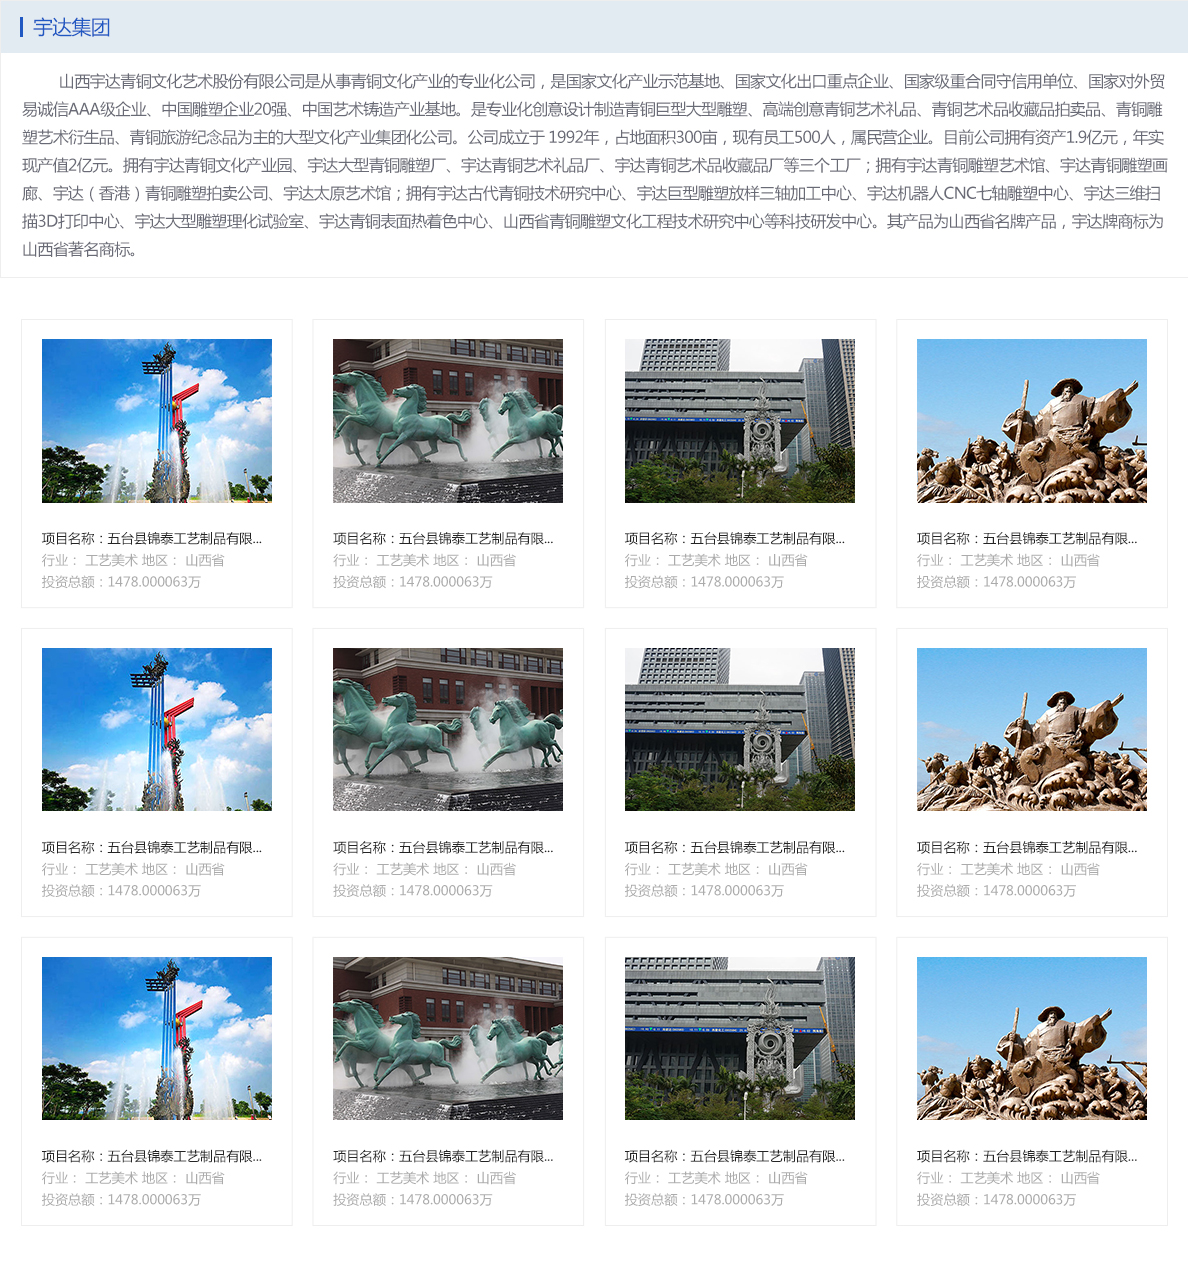 宇达集团
山西宇达青铜文化艺术股份有限公司是从事青铜文化产业的专业化公司，是国家文化产业示范基地、国家文化出口重点企业、国家级重合同守信用单位、国家对外贸
易诚信AAA级企业、中国雕塑企业20强、中国艺术铸造产业基地。是专业化创意设计制造青铜巨型大型雕塑、高端创意青铜艺术礼品、青铜艺术品收藏品拍卖品、青铜雕
塑艺术衍生品、青铜旅游纪念品为主的大型文化产业集团化公司。公司成立于 1992年，占地面积300亩，现有员工500人，属民营企业。目前公司拥有资产1.9亿元，年实
现产值2亿元。拥有宇达青铜文化产业园、宇达大型青铜雕塑厂、宇达青铜艺术礼品厂、宇达青铜艺术品收藏品厂等三个工厂；拥有宇达青铜雕塑艺术馆、宇达青铜雕塑画
廊、宇达（香港）青铜雕塑拍卖公司、宇达太原艺术馆；拥有宇达古代青铜技术研究中心、宇达巨型雕塑放样三轴加工中心、宇达机器人CNC七轴雕塑中心、宇达三维扫
描3D打印中心、宇达大型雕塑理化试验室、宇达青铜表面热着色中心、山西省青铜雕塑文化工程技术研究中心等科技研发中心。其产品为山西省名牌产品，宇达牌商标为
山西省著名商标。
项目名称：五台县锦泰工艺制品有限...
行业： 工艺美术 地区： 山西省
投资总额：1478.000063万
项目名称：五台县锦泰工艺制品有限...
行业： 工艺美术 地区： 山西省
投资总额：1478.000063万
项目名称：五台县锦泰工艺制品有限...
行业： 工艺美术 地区： 山西省
投资总额：1478.000063万
项目名称：五台县锦泰工艺制品有限...
行业： 工艺美术 地区： 山西省
投资总额：1478.000063万
项目名称：五台县锦泰工艺制品有限...
行业： 工艺美术 地区： 山西省
投资总额：1478.000063万
项目名称：五台县锦泰工艺制品有限...
行业： 工艺美术 地区： 山西省
投资总额：1478.000063万
项目名称：五台县锦泰工艺制品有限...
行业： 工艺美术 地区： 山西省
投资总额：1478.000063万
项目名称：五台县锦泰工艺制品有限...
行业： 工艺美术 地区： 山西省
投资总额：1478.000063万
项目名称：五台县锦泰工艺制品有限...
行业： 工艺美术 地区： 山西省
投资总额：1478.000063万
项目名称：五台县锦泰工艺制品有限...
行业： 工艺美术 地区： 山西省
投资总额：1478.000063万
项目名称：五台县锦泰工艺制品有限...
行业： 工艺美术 地区： 山西省
投资总额：1478.000063万
项目名称：五台县锦泰工艺制品有限...
行业： 工艺美术 地区： 山西省
投资总额：1478.000063万